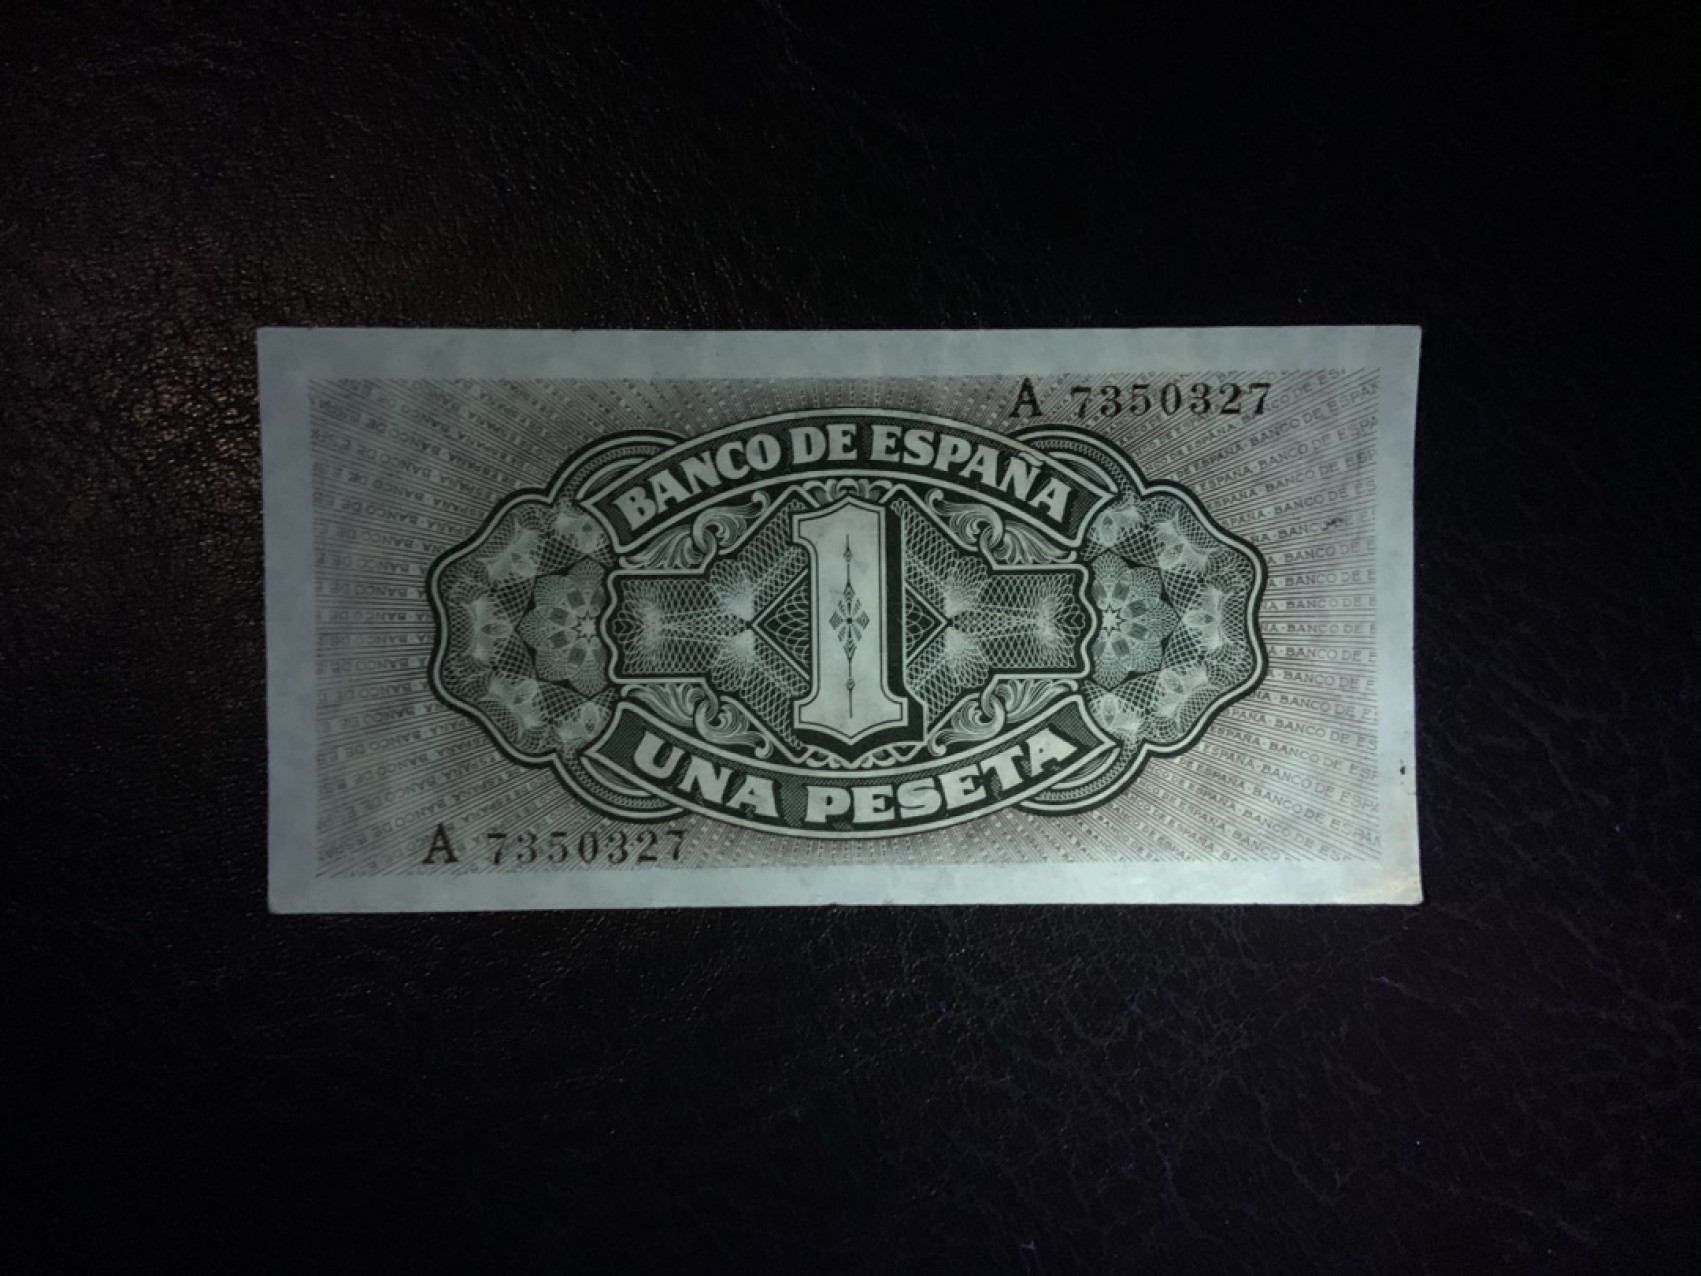 A 7350327
BANCO DE ESPAÑA
1
UNA PESETA
A 7350327